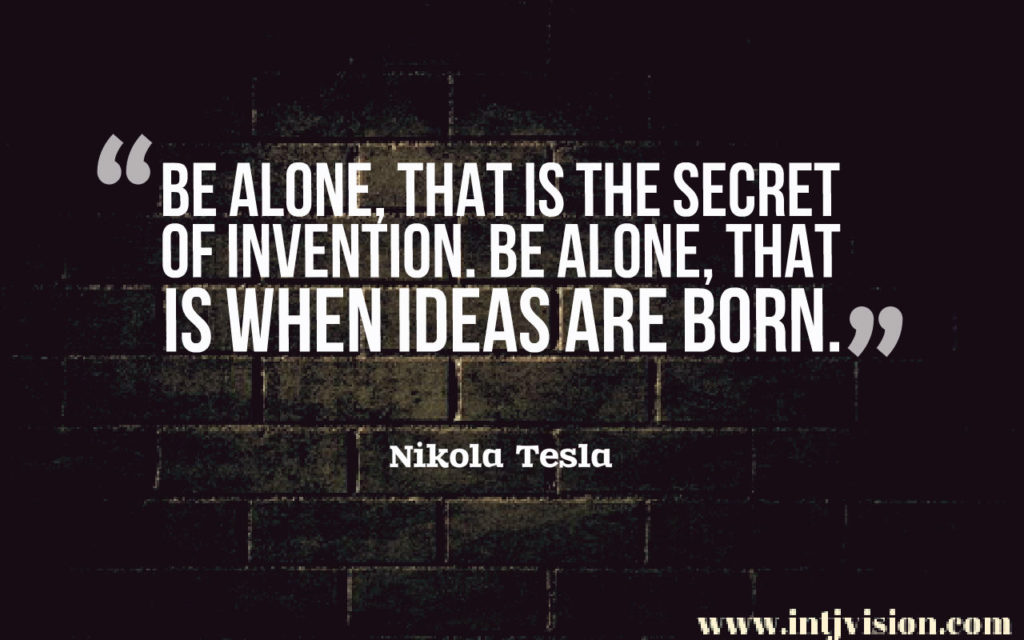 “BE ALONE, THAT IS THE SECRET
OF INVENTION. BE ALONE, THAT
IS WHEN IDEAS ARE BORN.”
Nikola Tesla
www.intjvision.com